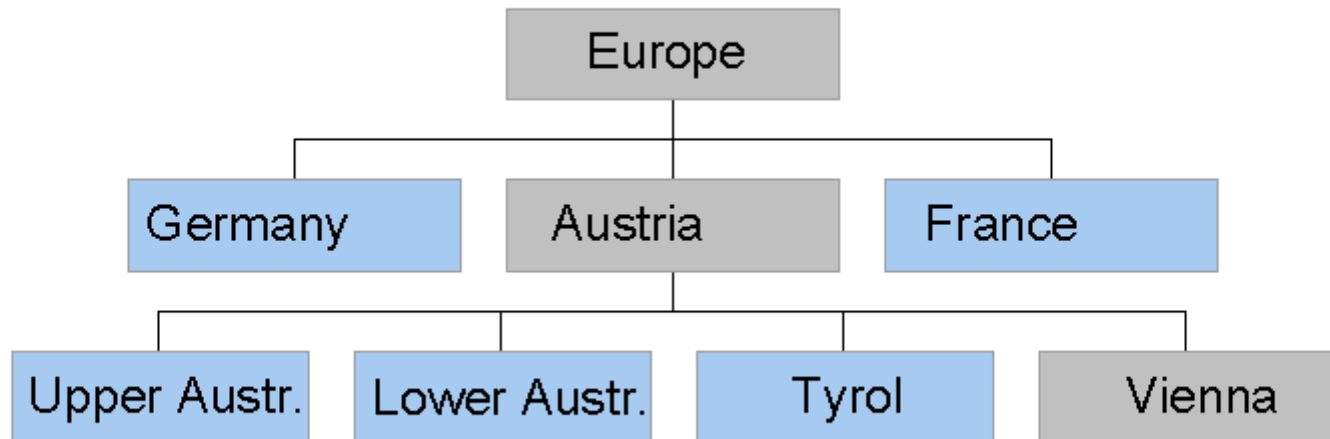 Europe
Germany
Austria
France
Upper Austr.
Lower Austr.
Tyrol
Vienna